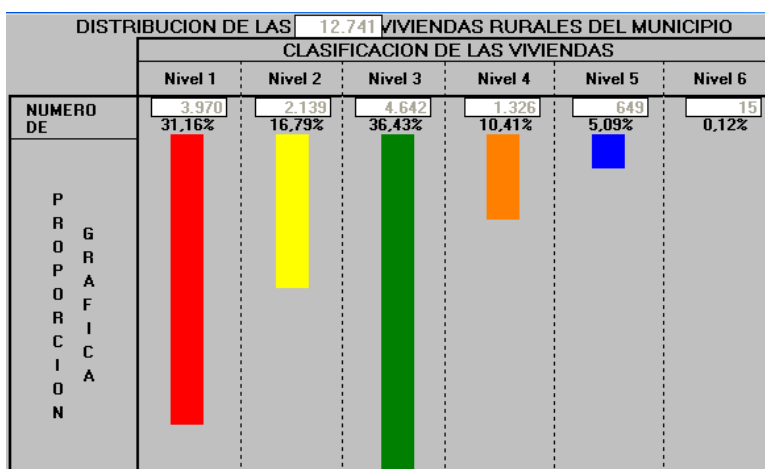 DISTRIBUCION DE LAS 12.741 VIVIENDAS RURALES DEL MUNICIPIO
CLASIFICACION DE LAS VIVIENDAS
Nivel 1 Nivel 2 Nivel 3 Nivel 4 Nivel 5 Nivel 6
NUMERO 3.970 2.139 4.642 1.326 649 15
DE 31,16% 16,79% 36,43% 10,41% 5,09% 0,12%
PROPORCION
GRAFICA